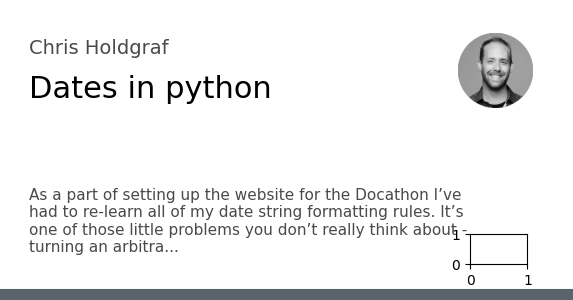 Chris Holdgraf
Dates in python
As a part of setting up the website for the Docathon I’ve
had to re-learn all of my date string formatting rules. It’s
one of those little problems you don’t really think about -
turning an arbitra...
1
0
0 1